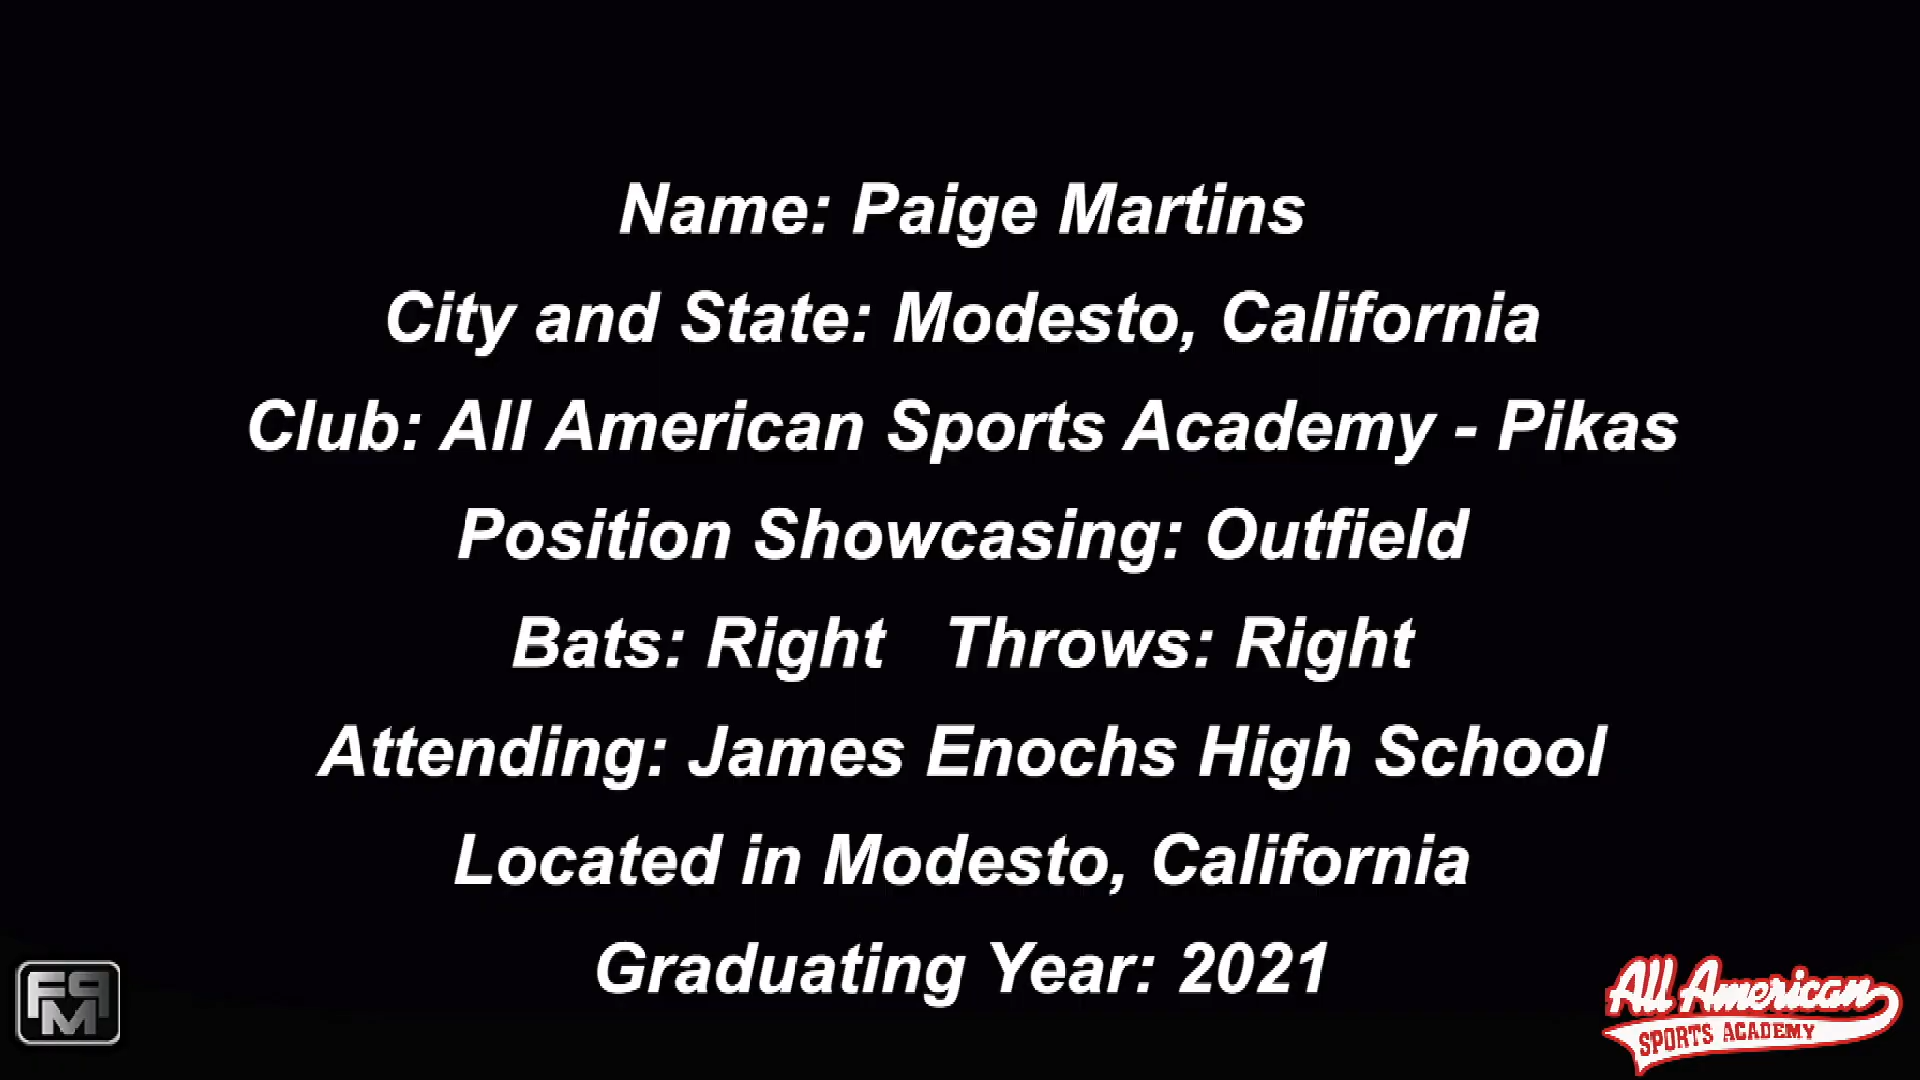 Name: Paige Martins
City and State: Modesto, California
Club: All American Sports Academy - Pikas
Position Showcasing: Outfield
Bats: Right   Throws: Right
Attending: James Enochs High School
Located in Modesto, California
Graduating Year: 2021
FPM
All American
SPORTS ACADEMY